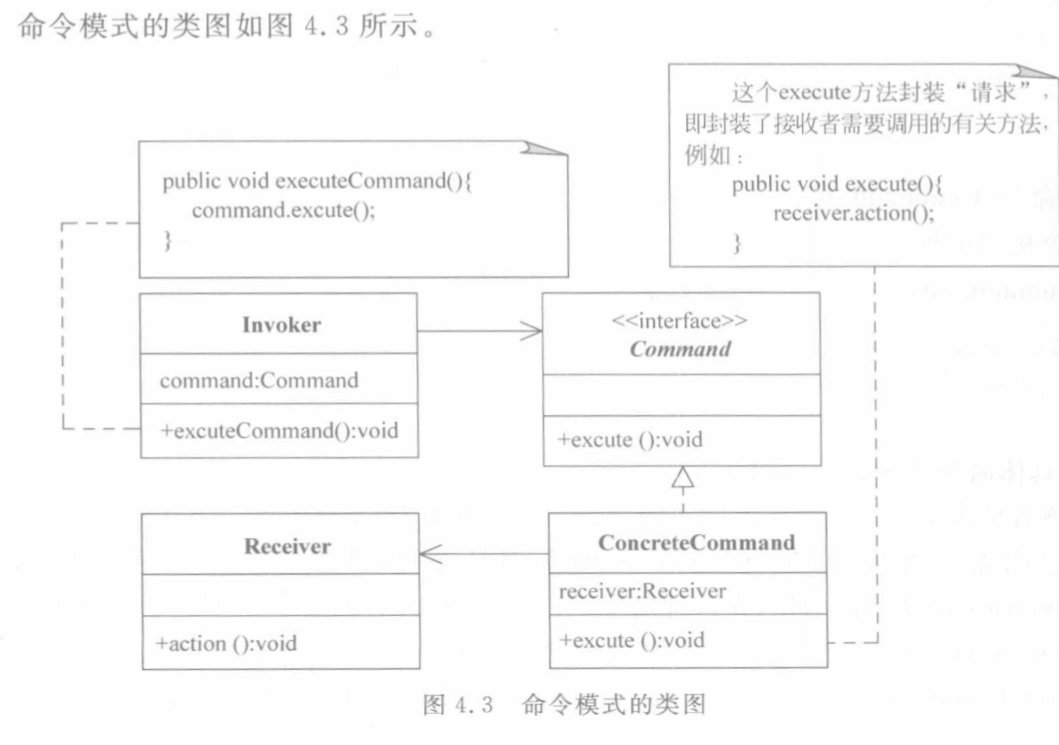 命令模式的类图如图 4.3 所示。
这个execute方法封装“请求”，
即封装了接收者需要调用的有关方法，
例如：
public void execute(){
receiver.action();
}
public void executeCommand(){
command.excute();
}
Invoker
command:Command
+excuteCommand():void
<<interface>>
Command
+excute ():void
Receiver
+action ():void
ConcreteCommand
receiver:Receiver
+excute ():void
图 4.3 命令模式的类图